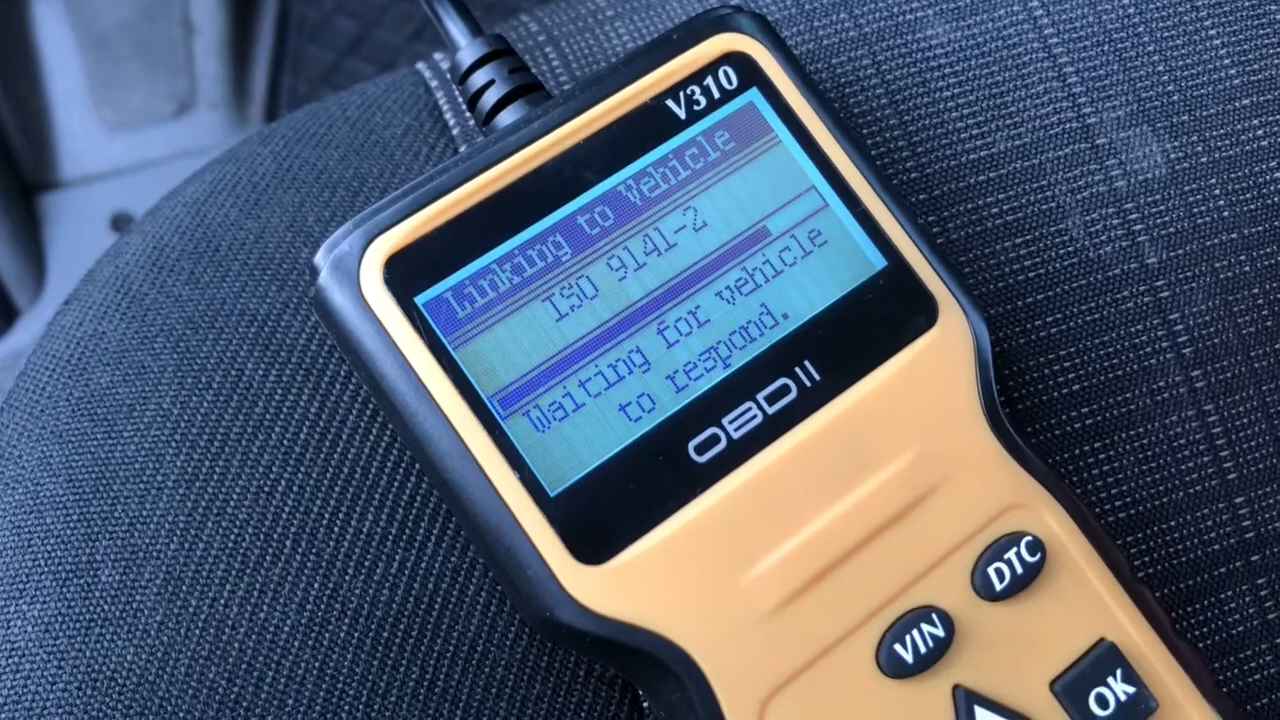 V310
Linking to Vehicle
ISO 9141-2
Waiting for vehicle
to respond.
OBDII
DTC
VIN
OK